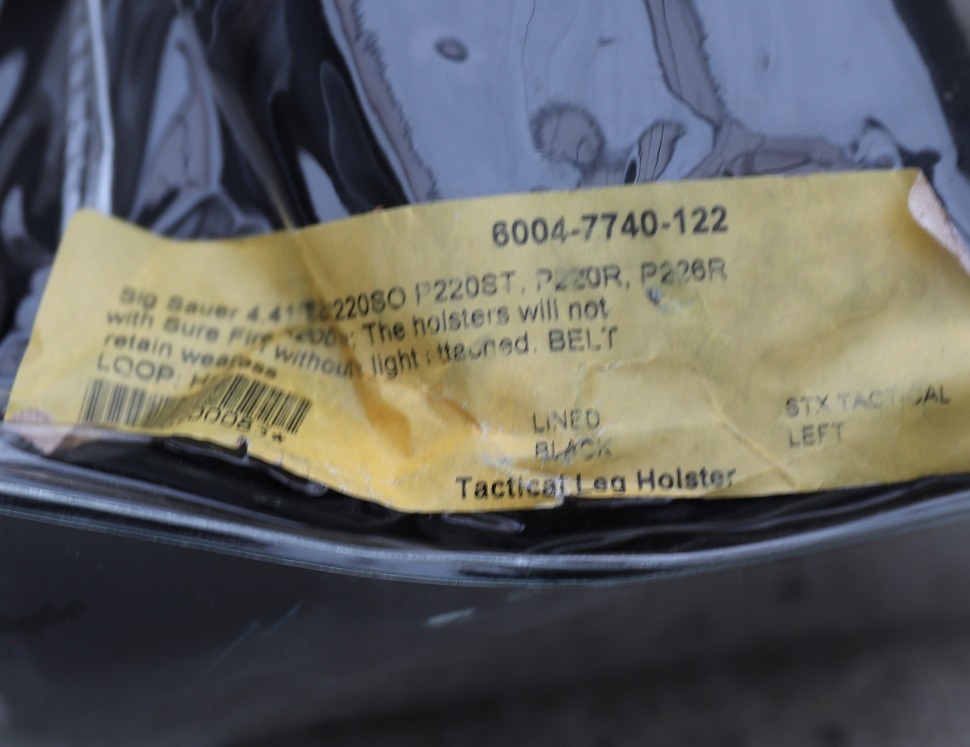 6004-7740-122
Sig Sauer 4.41" P220SO P220ST, P220R, P226R
with Sure Fire The holsters will not
retain without light attached. BELT
LOOP:
LINED STX TACTICAL
BLACK LEFT
Tactical Leg Holster